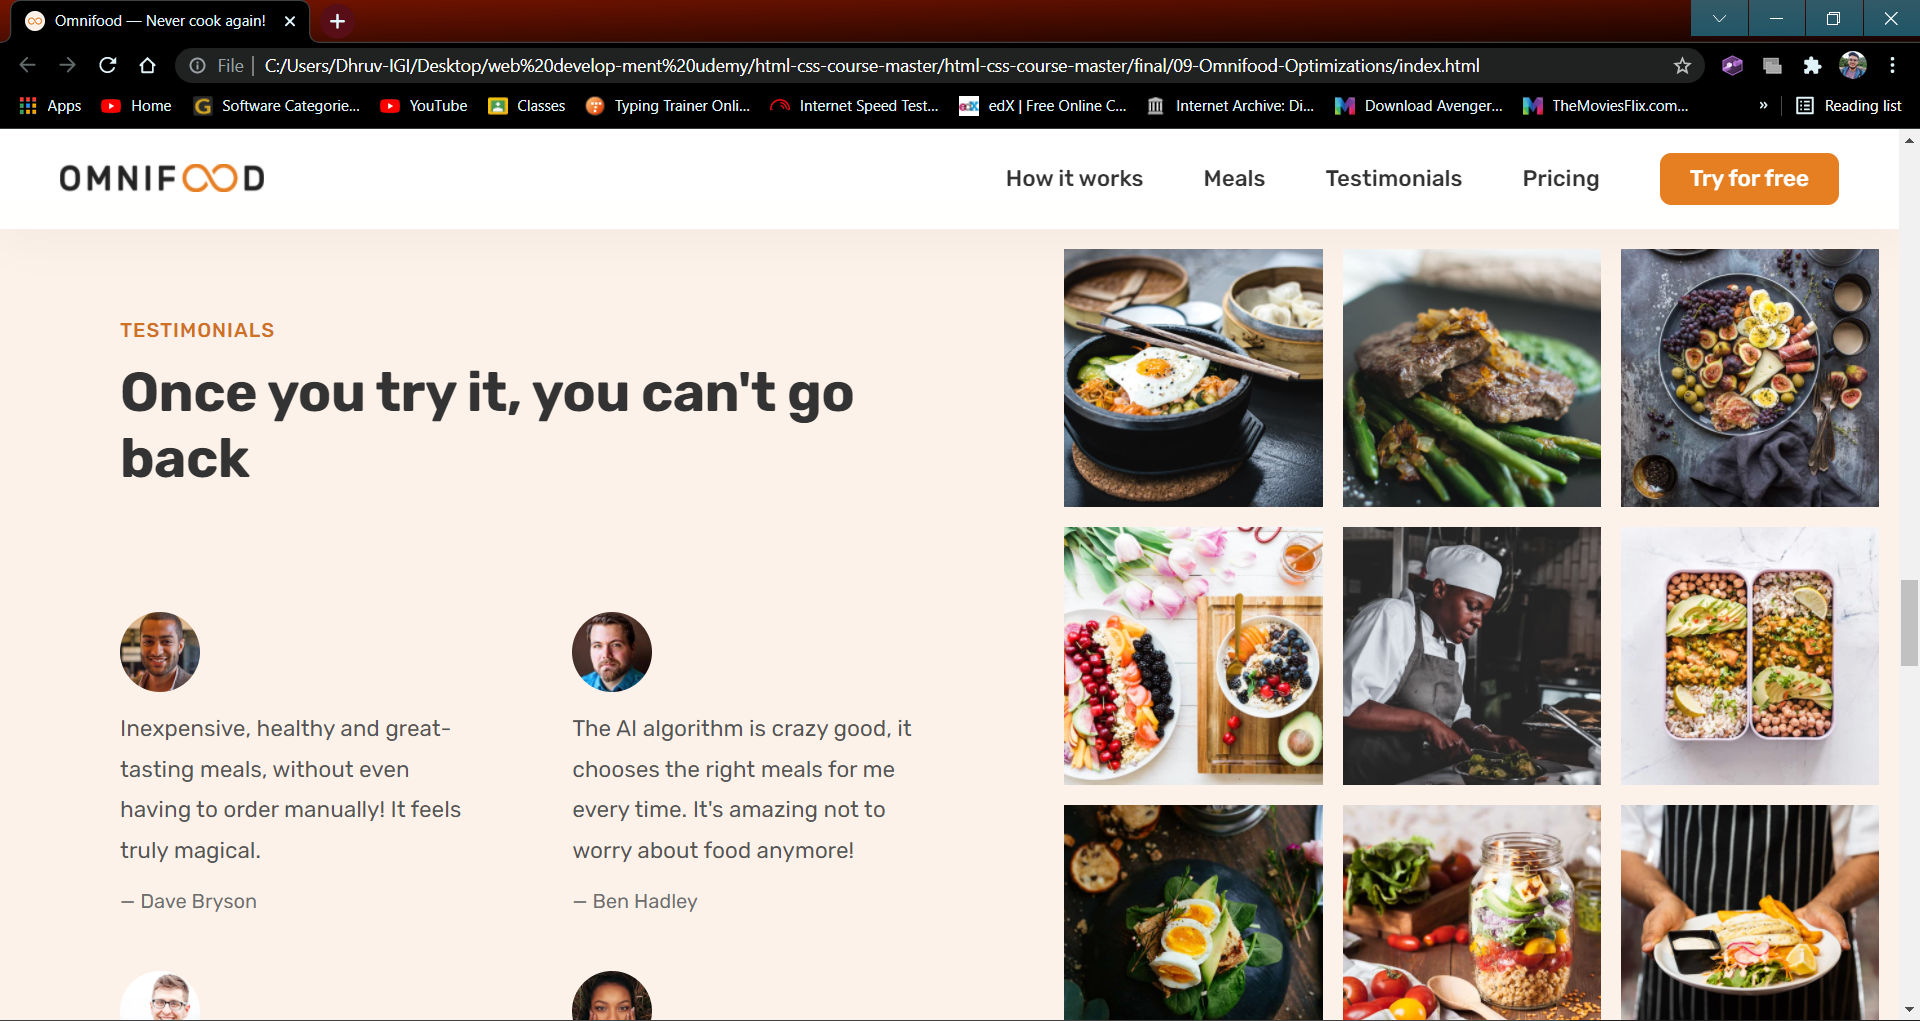 Omnifood — Never cook again!
File
C:/Users/Dhruv-IGI/Desktop/web%20develop-ment%20udemy/html-css-course-master/html-css-course-master/final/09-Omnifood-Optimizations/index.html
Apps Home Software Categorie... YouTube Classes Typing Trainer Onli... Internet Speed Test... edX | Free Online C... Internet Archive: Di... Download Avenger... TheMoviesFlix.com... » Reading list
OMNIFOOD
How it works Meals Testimonials Pricing Try for free
TESTIMONIALS
Once you try it, you can't go
back
Inexpensive, healthy and great-
tasting meals, without even
having to order manually! It feels
truly magical.
— Dave Bryson
The AI algorithm is crazy good, it
chooses the right meals for me
every time. It's amazing not to
worry about food anymore!
— Ben Hadley